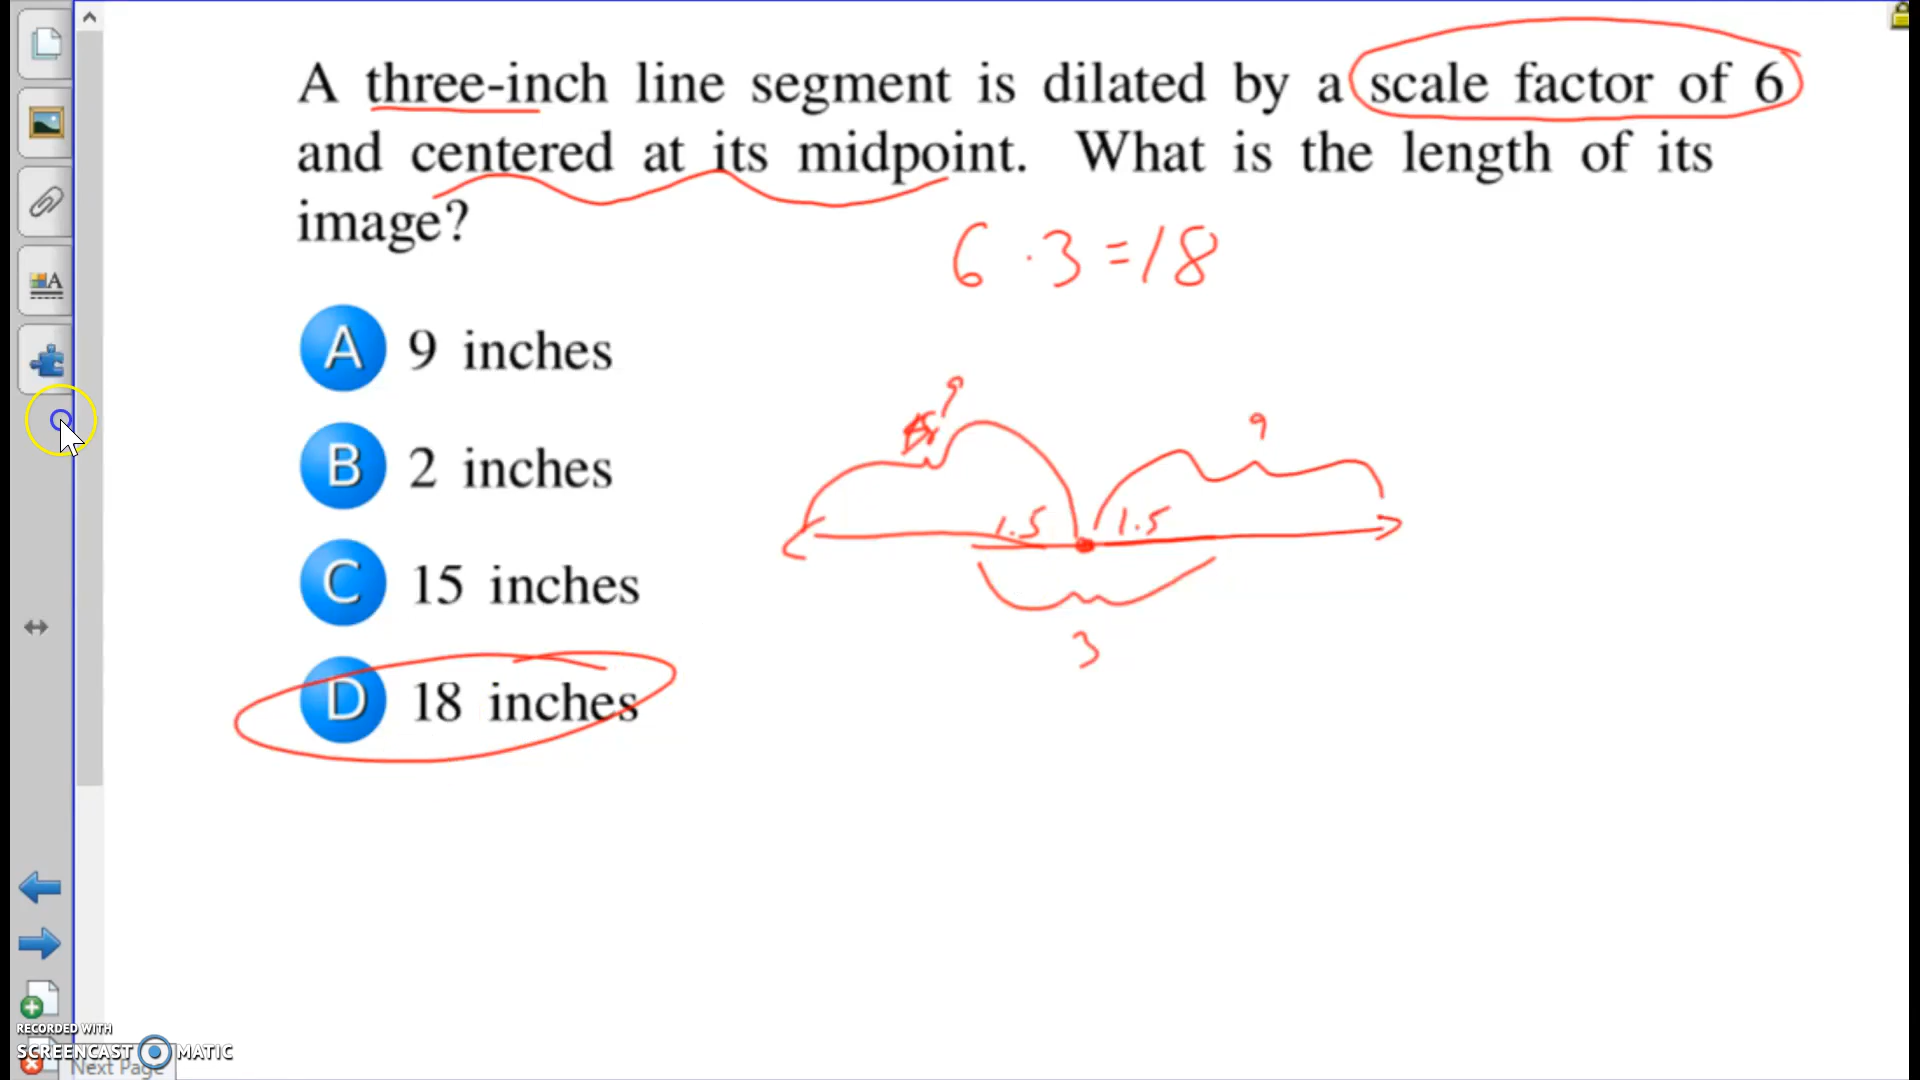 A three-inch line segment is dilated by a scale factor of 6
and centered at its midpoint. What is the length of its
image?
6 · 3 = 18
A 9 inches
B 2 inches
C 15 inches
D 18 inches
9
9
1.5
1.5
3
RECORDED WITH
SCREENCAST MATIC
Next Page